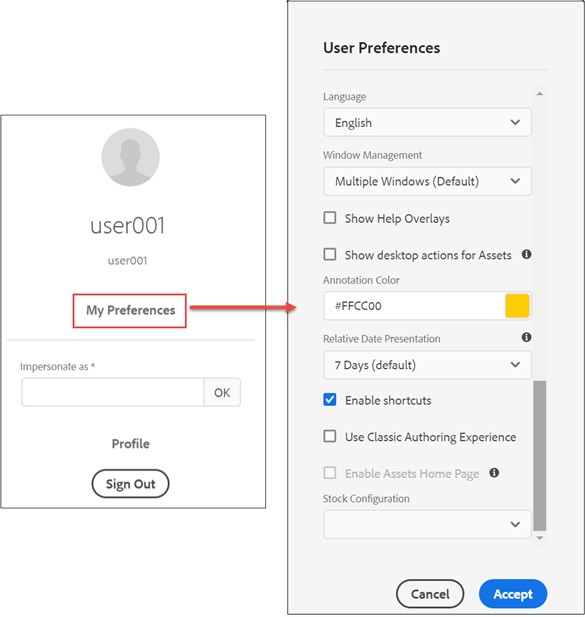 user001
user001
My Preferences
Impersonate as *
OK
Profile
Sign Out
User Preferences
Language
English
Window Management
Multiple Windows (Default)
Show Help Overlays
Show desktop actions for Assets
Annotation Color
#FFCC00
Relative Date Presentation
7 Days (default)
Enable shortcuts
Use Classic Authoring Experience
Enable Assets Home Page
Stock Configuration
Cancel
Accept